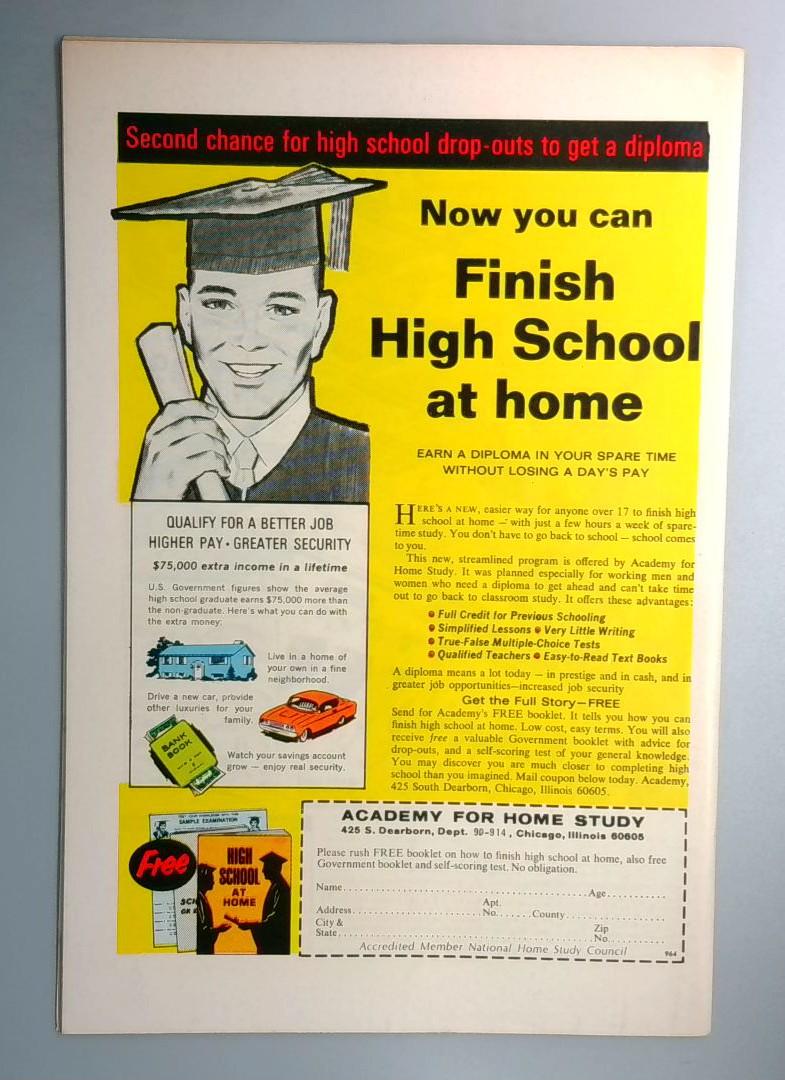 Second chance for high school drop-outs to get a diploma
Now you can
Finish
High School
at home
EARN A DIPLOMA IN YOUR SPARE TIME
WITHOUT LOSING A DAY'S PAY
HERE'S A NEW, easier way for anyone over 17 to finish high
school at home — with just a few hours a week of spare-
time study. You don't have to go back to school — school comes
to you.
This new, streamlined program is offered by Academy for
Home Study. It was planned especially for working men and
women who need a diploma to get ahead and can't take time
out to go back to classroom study. It offers these advantages:
• Full Credit for Previous Schooling
• Simplified Lessons • Very Little Writing
• True-False Multiple-Choice Tests
• Qualified Teachers • Easy-to-Read Text Books
A diploma means a lot today — in prestige and in cash, and in
greater job opportunities—increased job security
Get the Full Story—FREE
Send for Academy's FREE booklet. It tells you how you can
finish high school at home. Low cost, easy terms. You will also
receive free a valuable Government booklet with advice for
drop-outs, and a self-scoring test of your general knowledge.
You may discover you are much closer to completing high
school than you imagined. Mail coupon below today. Academy,
425 South Dearborn, Chicago, Illinois 60605.
QUALIFY FOR A BETTER JOB
HIGHER PAY • GREATER SECURITY
$75,000 extra income in a lifetime
U.S. Government figures show the average
high school graduate earns $75,000 more than
the non-graduate. Here's what you can do with
the extra money:
Live in a home of
your own in a fine
neighborhood.
Drive a new car, provide
other luxuries for your
family.
BANK
BOOK
Watch your savings account
grow — enjoy real security.
SAMPLE EXAMINATION
Free
HIGH
SCHOOL
AT
HOME
ACADEMY FOR HOME STUDY
425 S. Dearborn, Dept. 90-914, Chicago, Illinois 60605
Please rush FREE booklet on how to finish high school at home, also free
Government booklet and self-scoring test. No obligation.
Name.......................................................Age..........
Apt.
Address..............................No.......County..................
City & Zip
State......................................................No..........
Accredited Member National Home Study Council 964